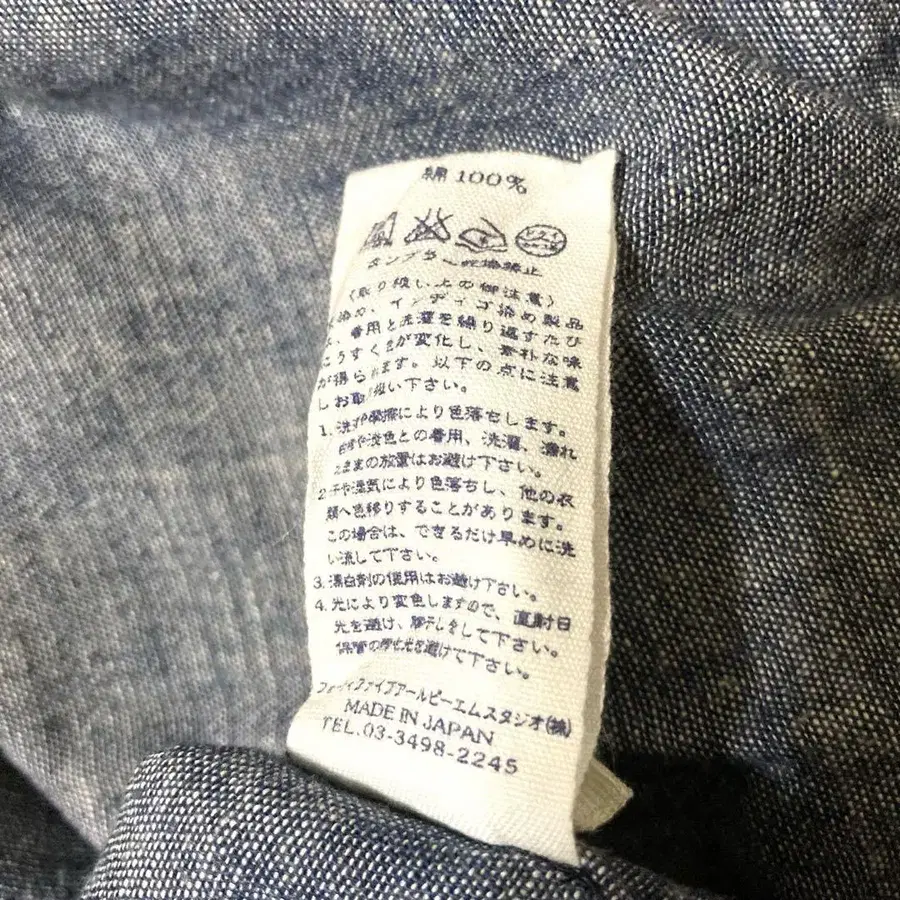 綿 100%
タンブラー乾燥禁止
（取り扱い上の御注意）
染め、インディゴ染め製品
は、着用と洗濯を繰り返すたび
にうすく色が変化し、素朴な味
が得られます。以下の点に注意
しお取り扱い下さい。
1. 洗濯や摩擦により色落ちします。
白物や淡色との着用、洗濯、濡れ
たままの放置はお避け下さい。
2. 汗や湿気により色落ちし、他の衣
類へ色移りすることがあります。
この場合は、できるだけ早めに洗
い流して下さい。
3. 漂白剤の使用はお避け下さい。
4. 光により変色しますので、直射日
光を避け、陰干しをして下さい。
保管の際も光を避けて下さい。
フォーティファイブアールピーエムスタジオ(株)
MADE IN JAPAN
TEL.03-3498-2245